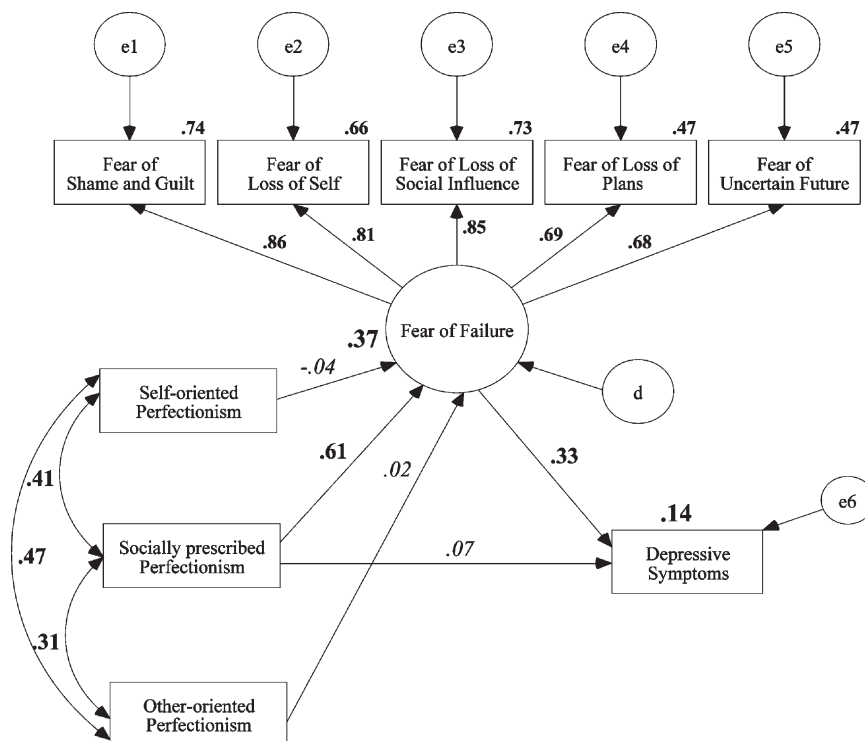 e1
e2
e3
e4
e5
.74
.66
.73
.47
.47
Fear of
Shame and Guilt
Fear of
Loss of Self
Fear of Loss of
Social Influence
Fear of Loss of
Plans
Fear of
Uncertain Future
.86
.81
.85
.69
.68
Fear of Failure
.37
-.04
d
Self-oriented
Perfectionism
.61
.02
.33
.41
e6
.14
Socially prescribed
Perfectionism
.07
Depressive
Symptoms
.47
.31
Other-oriented
Perfectionism